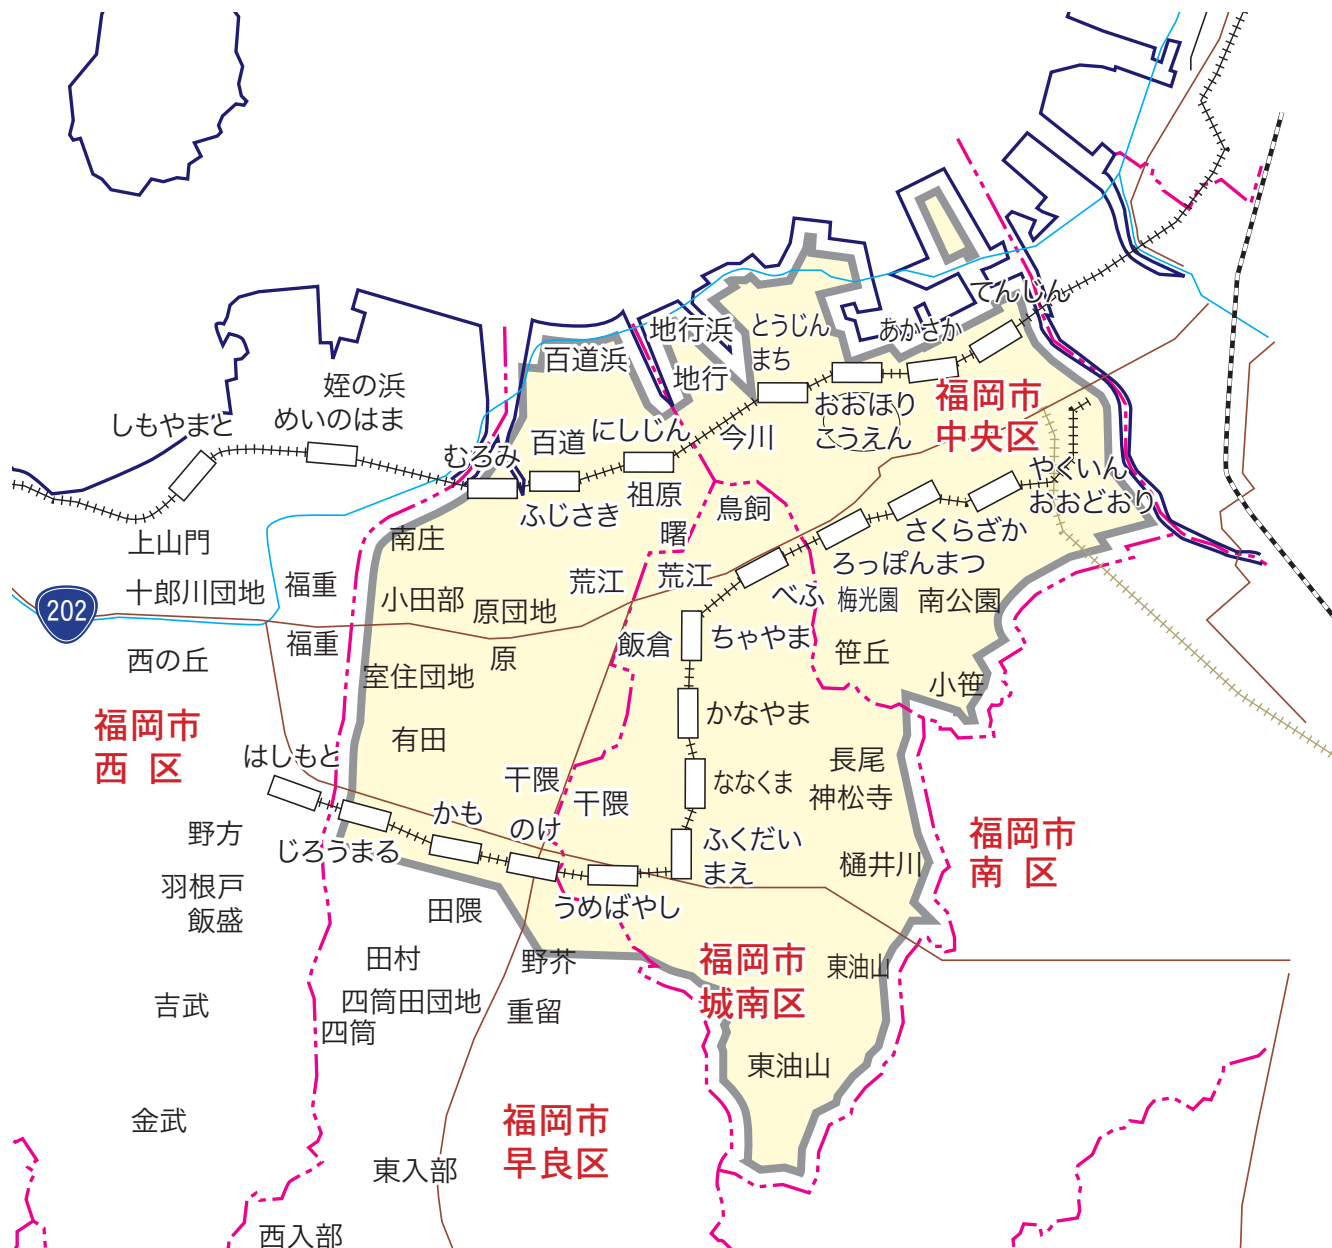 てんじん
地行浜
とうじん
まち
あかさか
百道浜
地行
姪の浜
めいのはま
しもやまと
おおほり
こうえん
福岡市
中央区
にしじん
今川
百道
むろみ
やくいん
おおどおり
祖原
鳥飼
ふじさき
さくらざか
曙
南庄
上山門
ろっぽんまつ
荒江
荒江
十郎川団地
福重
べふ
梅光園
南公園
小田部
原団地
202
ちゃやま
飯倉
福重
笹丘
原
西の丘
室住団地
小笹
かなやま
福岡市
西区
有田
はしもと
長尾
ななくま
干隈
干隈
神松寺
かも
のけ
野方
じろうまる
ふくだい
まえ
福岡市
南区
樋井川
羽根戸
飯盛
田隈
うめばやし
田村
野芥
福岡市
城南区
東油山
吉武
四箇田団地
四箇
重留
東油山
金武
福岡市
早良区
東入部
西入部